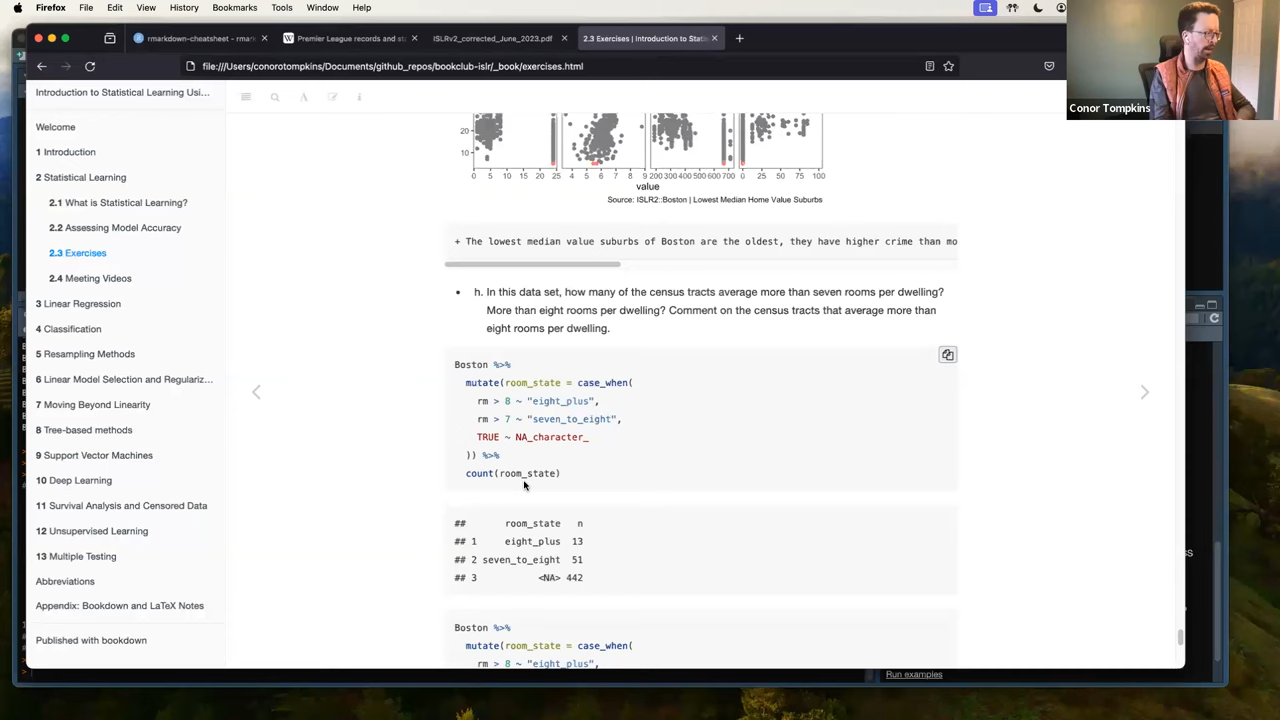 Firefox File Edit View History Bookmarks Tools Window Help
rmarkdown-cheatsheet - rmark
Premier League records and st
ISLRv2_corrected_June_2023.pdf
2.3 Exercises | Introduction to Stati
file:///Users/conorotompkins/Documents/github_repos/bookclub-islr/_book/exercises.html
Conor Tompkins
Introduction to Statistical Learning Usi...
Welcome
1 Introduction
2 Statistical Learning
2.1 What is Statistical Learning?
2.2 Assessing Model Accuracy
2.3 Exercises
2.4 Meeting Videos
3 Linear Regression
4 Classification
5 Resampling Methods
6 Linear Model Selection and Regulariz...
7 Moving Beyond Linearity
8 Tree-based methods
9 Support Vector Machines
10 Deep Learning
11 Survival Analysis and Censored Data
12 Unsupervised Learning
13 Multiple Testing
Abbreviations
Appendix: Bookdown and LaTeX Notes
Published with bookdown
20
10
0 5 10 15 20 25 4 5 6 7 8 9 200 300 400 500 600 700 0 25 50 75 100
value
Source: ISLR2::Boston | Lowest Median Home Value Suburbs
+ The lowest median value suburbs of Boston are the oldest, they have higher crime than mo
h. In this data set, how many of the census tracts average more than seven rooms per dwelling?
More than eight rooms per dwelling? Comment on the census tracts that average more than
eight rooms per dwelling.
Boston %>%
mutate(room_state = case_when(
rm > 8 ~ "eight_plus",
rm > 7 ~ "seven_to_eight",
TRUE ~ NA_character_
)) %>%
count(room_state)
## room_state n
## 1 eight_plus 13
## 2 seven_to_eight 51
## 3 <NA> 442
Boston %>%
mutate(room_state = case_when(
rm > 8 ~ "eight_plus",
Run examples